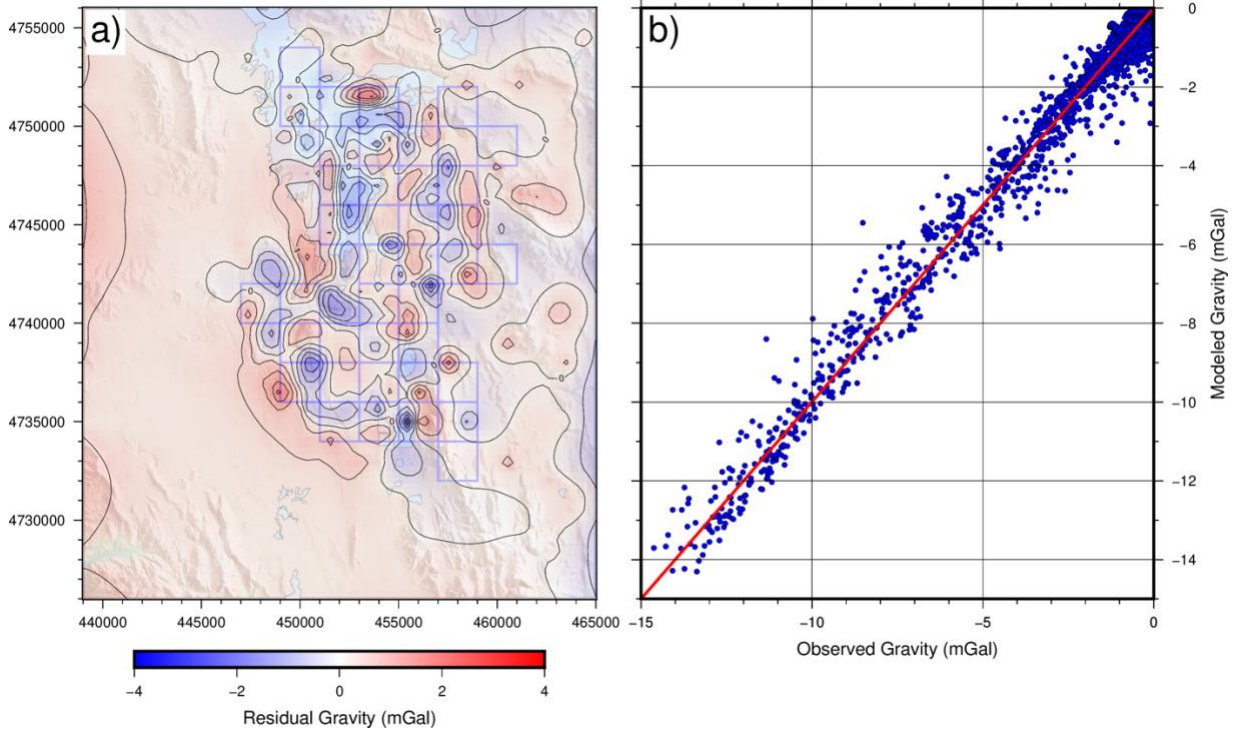 a)
4755000
4750000
4745000
4740000
4735000
4730000
440000 445000 450000 455000 460000 465000
−4 −2 0 2 4
Residual Gravity (mGal)
b)
0
−2
−4
−6
−8
−10
−12
−14
Modeled Gravity (mGal)
−15 −10 −5 0
Observed Gravity (mGal)